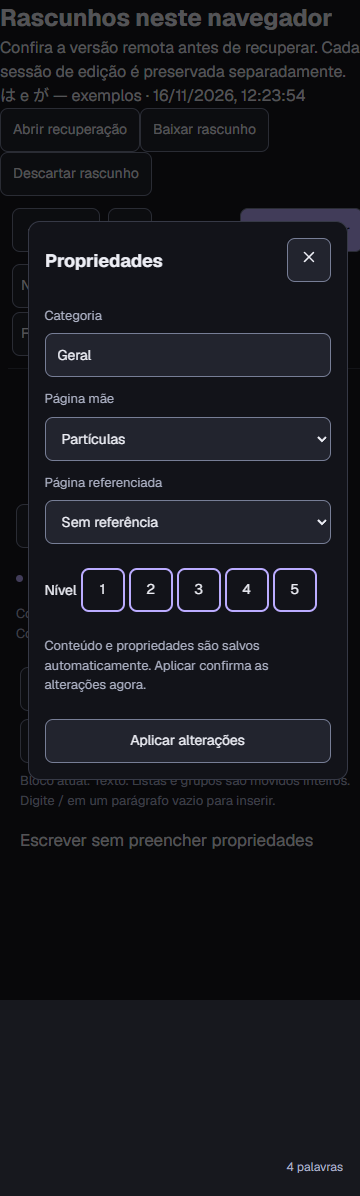 Rascunhos neste navegador
Confira a versão remota antes de recuperar. Cada
sessão de edição é preservada separadamente.
は e が — exemplos · 16/11/2026, 12:23:54
Abrir recuperação
Baixar rascunho
Descartar rascunho
Propriedades
×
Categoria
Geral
Página mãe
Partículas
Página referenciada
Sem referência
Nível 1 2 3 4 5
Conteúdo e propriedades são salvos
automaticamente. Aplicar confirma as
alterações agora.
Aplicar alterações
Bloco atual: Texto. Listas e grupos são movidos inteiros.
Digite / em um parágrafo vazio para inserir.
Escrever sem preencher propriedades
4 palavras